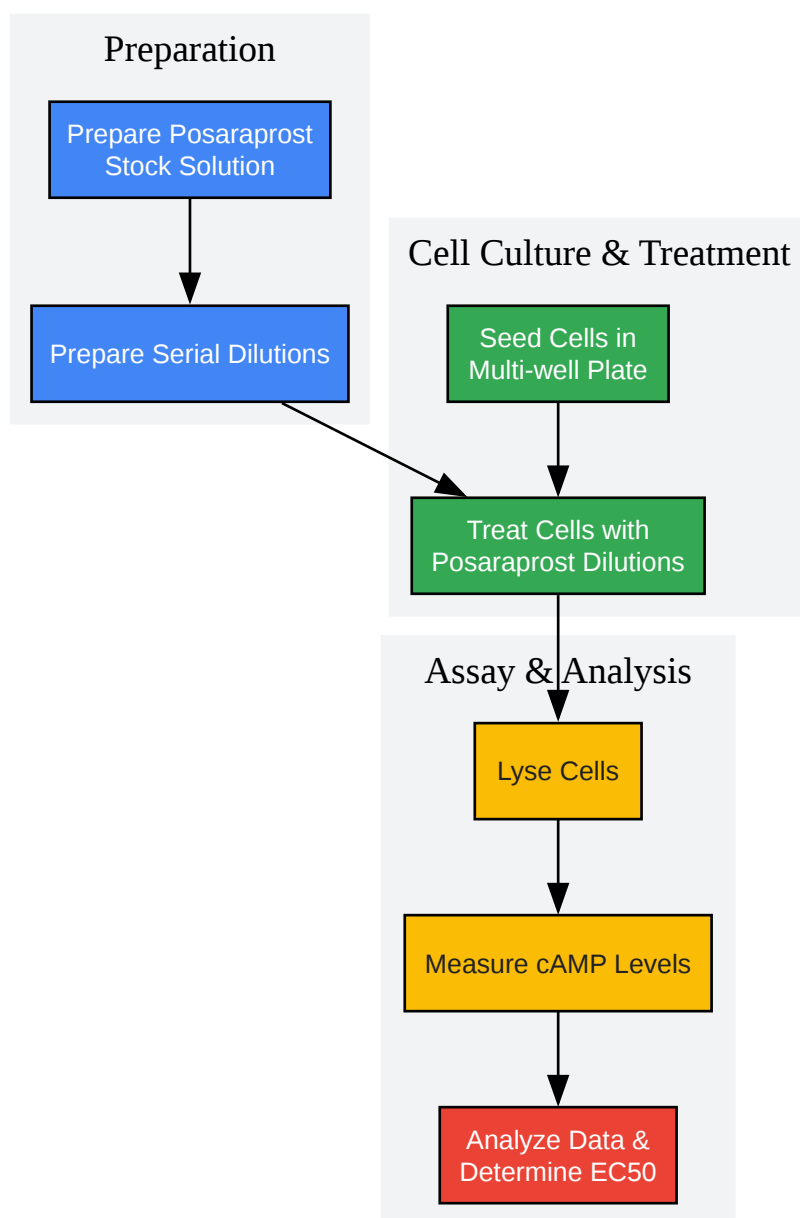 Preparation
Prepare Posaraprost
Stock Solution
Prepare Serial Dilutions
Cell Culture & Treatment
Seed Cells in
Multi-well Plate
Treat Cells with
Posaraprost Dilutions
Assay & Analysis
Lyse Cells
Measure cAMP Levels
Analyze Data &
Determine EC50